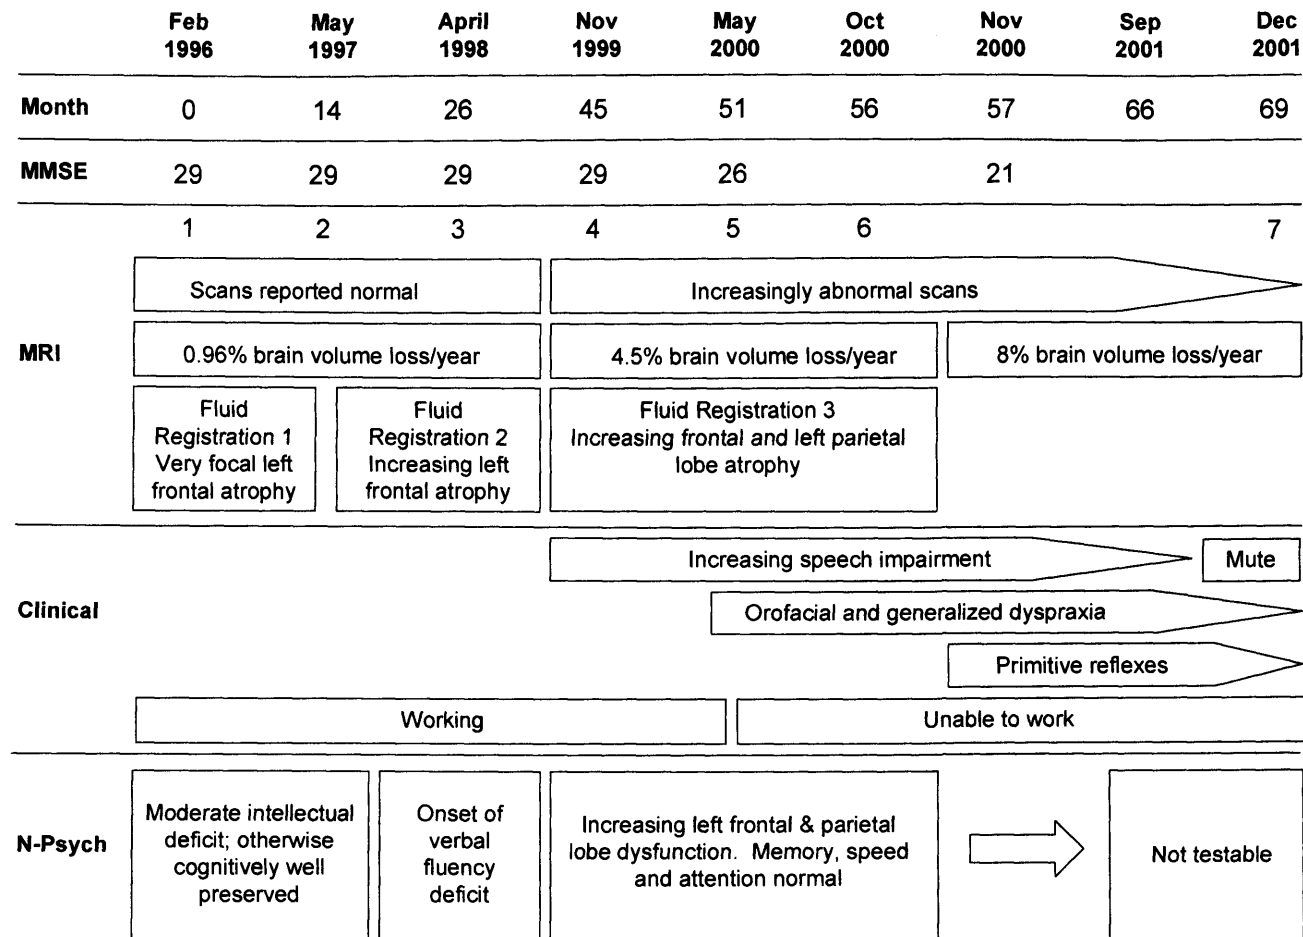 Feb May April Nov May Oct Nov Sep Dec
1996 1997 1998 1999 2000 2000 2000 2001 2001
Month 0 14 26 45 51 56 57 66 69
MMSE 29 29 29 29 26 21
1 2 3 4 5 6 7
Scans reported normal
Increasingly abnormal scans
MRI
0.96% brain volume loss/year
4.5% brain volume loss/year
8% brain volume loss/year
Fluid
Registration 1
Very focal left
frontal atrophy
Fluid
Registration 2
Increasing left
frontal atrophy
Fluid Registration 3
Increasing frontal and left parietal
lobe atrophy
Clinical
Increasing speech impairment
Mute
Orofacial and generalized dyspraxia
Primitive reflexes
Working
Unable to work
N-Psych
Moderate intellectual
deficit; otherwise
cognitively well
preserved
Onset of
verbal
fluency
deficit
Increasing left frontal & parietal
lobe dysfunction. Memory, speed
and attention normal
Not testable